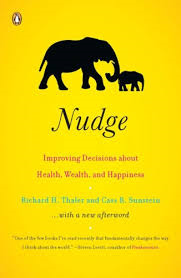 Nudge
Improving Decisions about
Health, Wealth, and Happiness
Richard H. Thaler and Cass R. Sunstein
...with a new afterword
"One of the few books I've read recently that fundamentally changes the way
I think about the world." —Steven Levitt, coauthor of Freakonomics